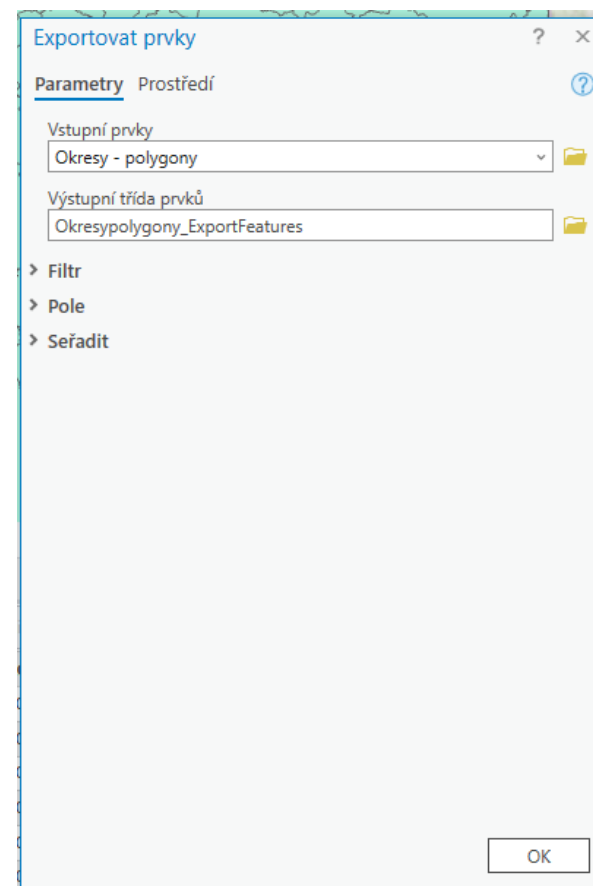 Exportovat prvky
Parametry Prostředí
Vstupní prvky
Okresy - polygony
Výstupní třída prvků
Okresypolygony_ExportFeatures
Filtr
Pole
Seřadit
OK